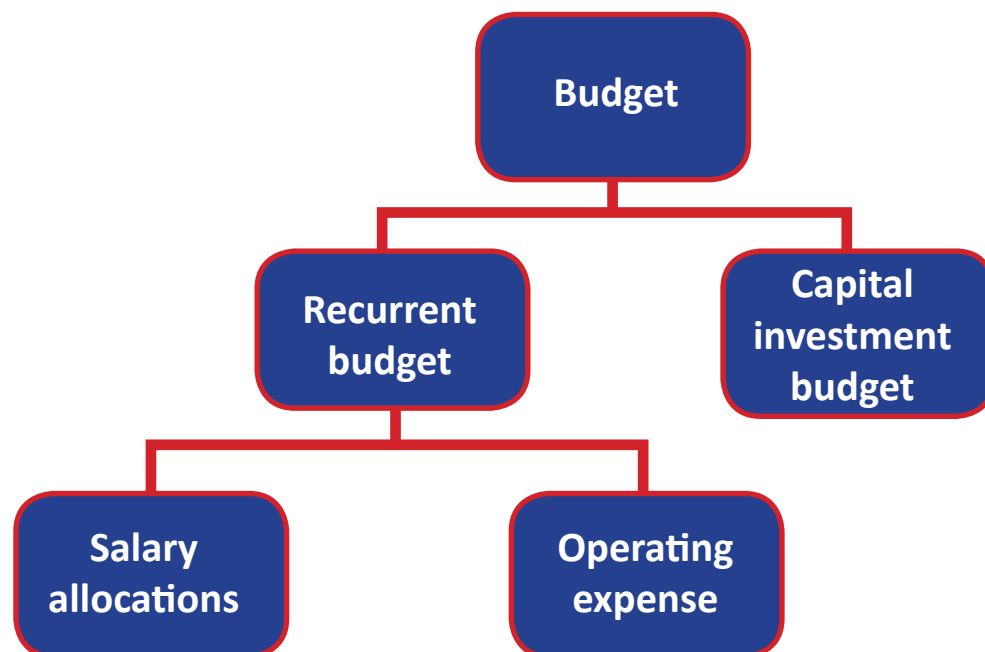 Budget
Recurrent
budget
Capital
investment
budget
Salary
allocations
Operating
expense